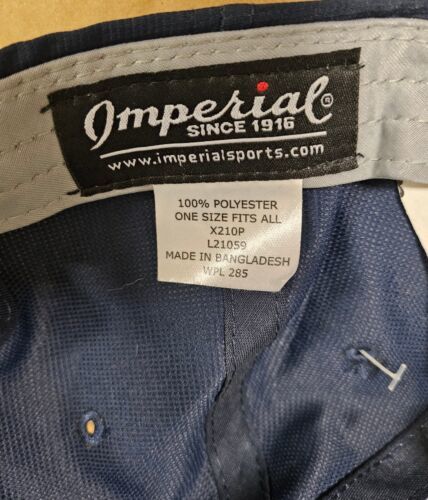 Imperial®
SINCE 1916
www.imperialsports.com
100% POLYESTER
ONE SIZE FITS ALL
X210P
L21059
MADE IN BANGLADESH
WPL 285